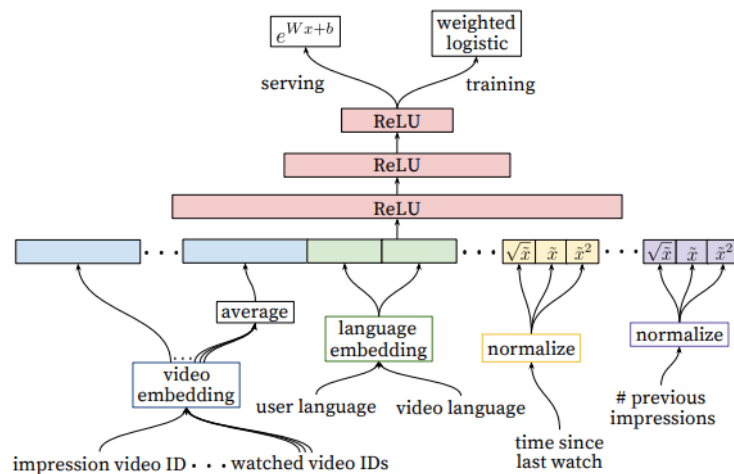 e^{Wx+b}
weighted
logistic
serving
training
ReLU
ReLU
ReLU
. . .
. . .
√x̃ x̃ x̃²
. . .
√x̃ x̃ x̃²
average
language
embedding
normalize
normalize
. . .
video
embedding
user language
video language
# previous
impressions
time since
last watch
impression video ID . . . watched video IDs